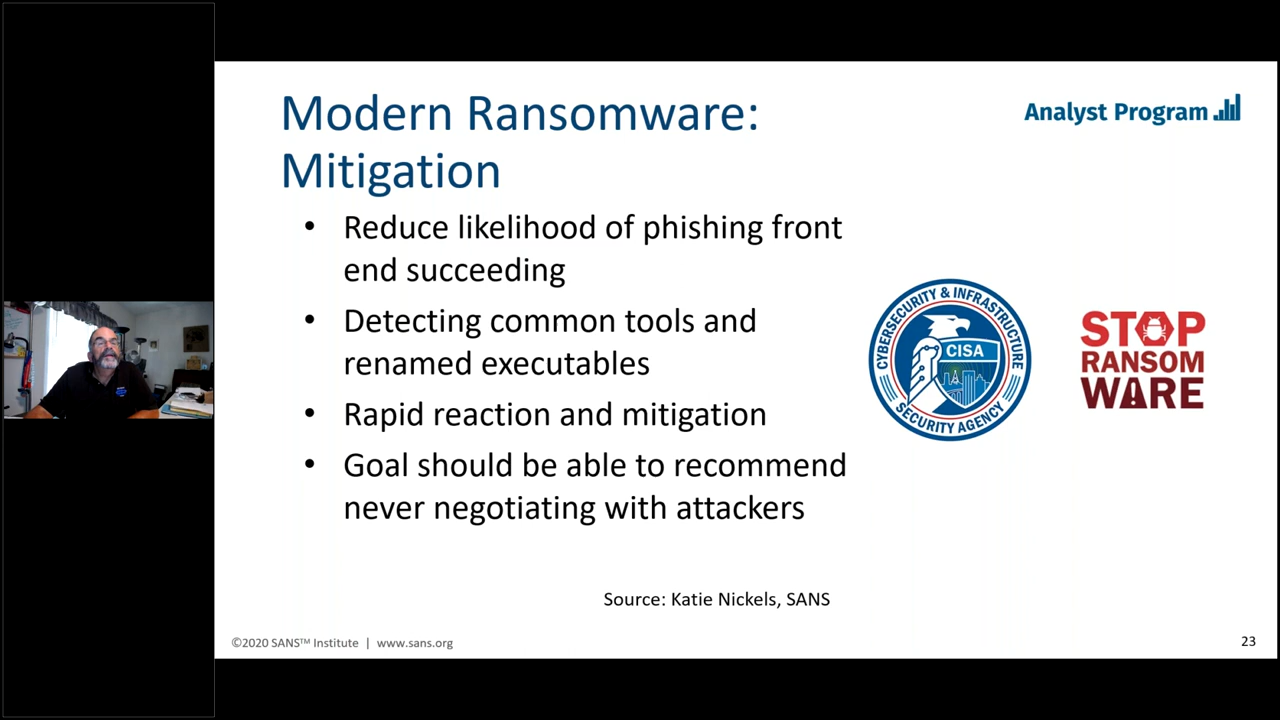 Modern Ransomware:
Mitigation
Analyst Program
• Reduce likelihood of phishing front
end succeeding
• Detecting common tools and
renamed executables
• Rapid reaction and mitigation
• Goal should be able to recommend
never negotiating with attackers
CYBERSECURITY & INFRASTRUCTURE
CISA
SECURITY AGENCY
STOP
RANSOM
WARE
Source: Katie Nickels, SANS
©2020 SANS™ Institute | www.sans.org
23